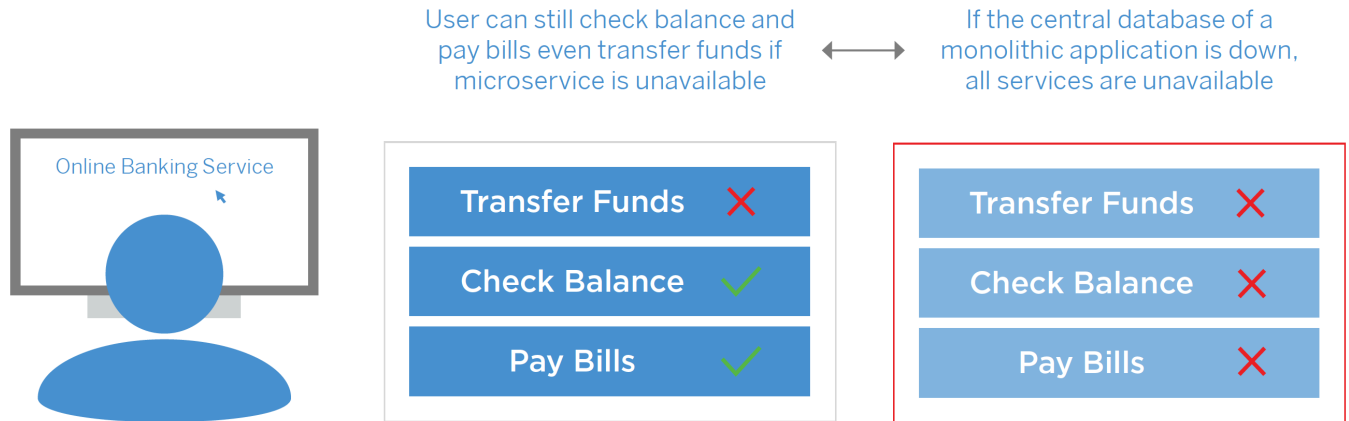 User can still check balance and
pay bills even transfer funds if
microservice is unavailable
If the central database of a
monolithic application is down,
all services are unavailable
Online Banking Service
Transfer Funds
Check Balance
Pay Bills
Transfer Funds
Check Balance
Pay Bills